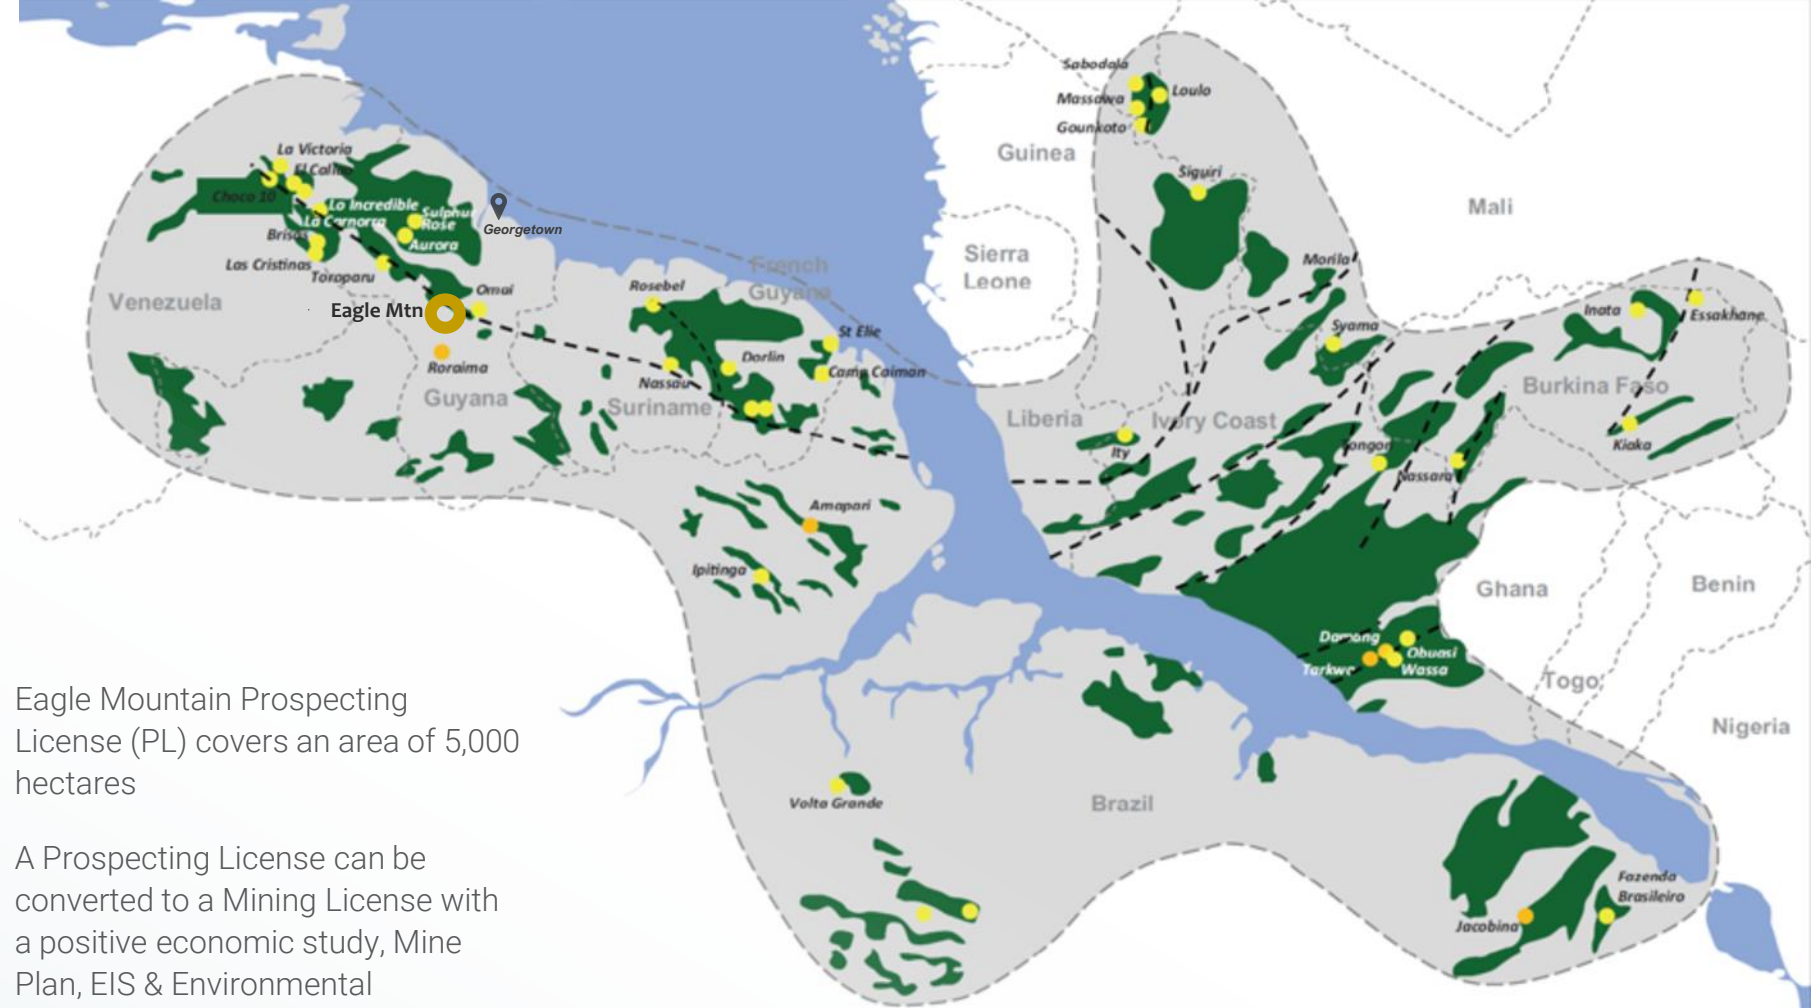 Sabodala
Massawa
Gounkoto
Loulo
Guinea
Siguiri
Mali
Sierra
Leone
Morila
La Victoria
El Callao
Choco 10
Lo Incredible
La Camorra
Sulphur
Rose
Aurora
Brisas
Las Cristinas
Toroparu
Georgetown
Venezuela
Omai
Eagle Mtn
Roraima
Guyana
Rosebel
French
Guyana
St Elie
Dorlin
Camp Caiman
Nassau
Suriname
Syama
Inata
Essakhane
Burkina Faso
Liberia
Ivory Coast
Ity
Tongon
Nassara
Kiaka
Amapari
Ipitinga
Ghana
Benin
Togo
Nigeria
Damang
Obuasi
Tarkwa
Wassa
Volta Grande
Brazil
Fazenda
Brasileiro
Jacobina
Eagle Mountain Prospecting
License (PL) covers an area of 5,000
hectares
A Prospecting License can be
converted to a Mining License with
a positive economic study, Mine
Plan, EIS & Environmental